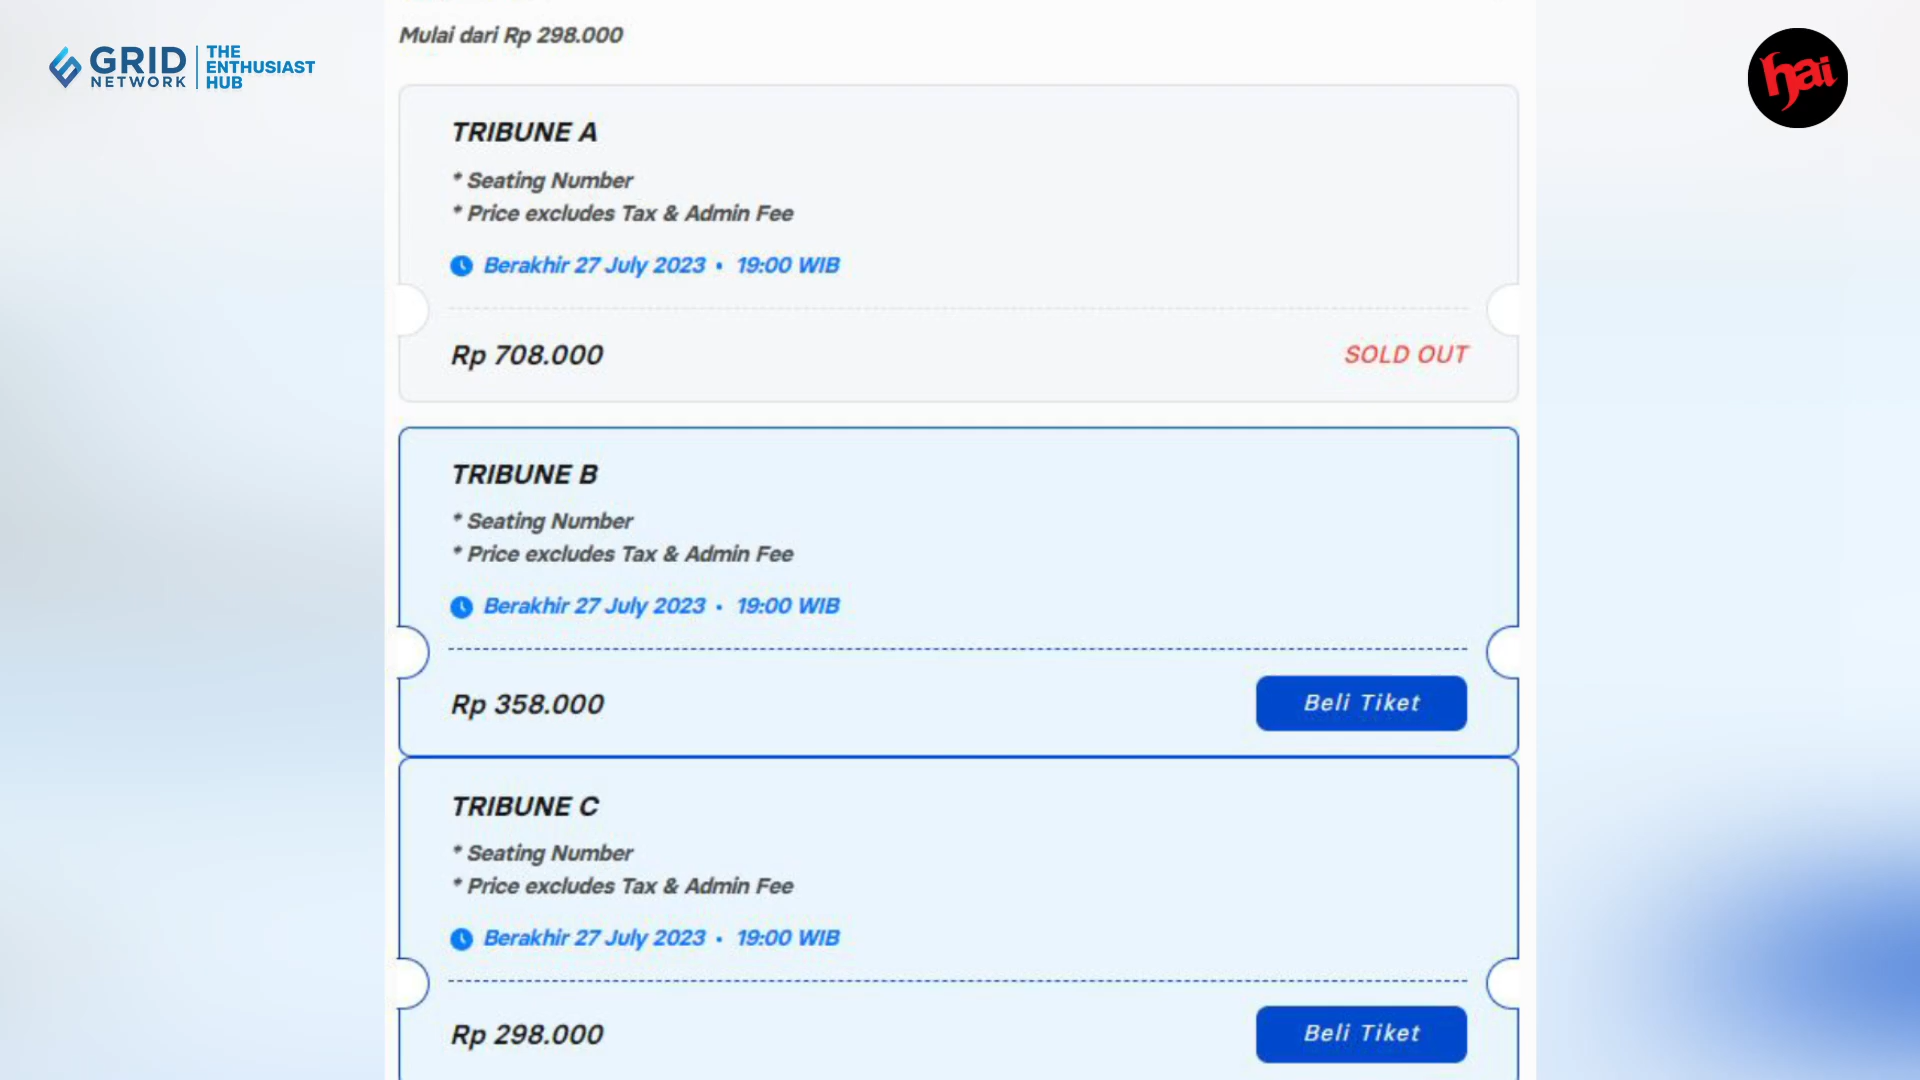 GRID
NETWORK
THE
ENTHUSIAST
HUB
hai
Mulai dari Rp 298.000
TRIBUNE A
* Seating Number
* Price excludes Tax & Admin Fee
Berakhir 27 July 2023 • 19:00 WIB
Rp 708.000
SOLD OUT
TRIBUNE B
* Seating Number
* Price excludes Tax & Admin Fee
Berakhir 27 July 2023 • 19:00 WIB
Rp 358.000
Beli Tiket
TRIBUNE C
* Seating Number
* Price excludes Tax & Admin Fee
Berakhir 27 July 2023 • 19:00 WIB
Rp 298.000
Beli Tiket